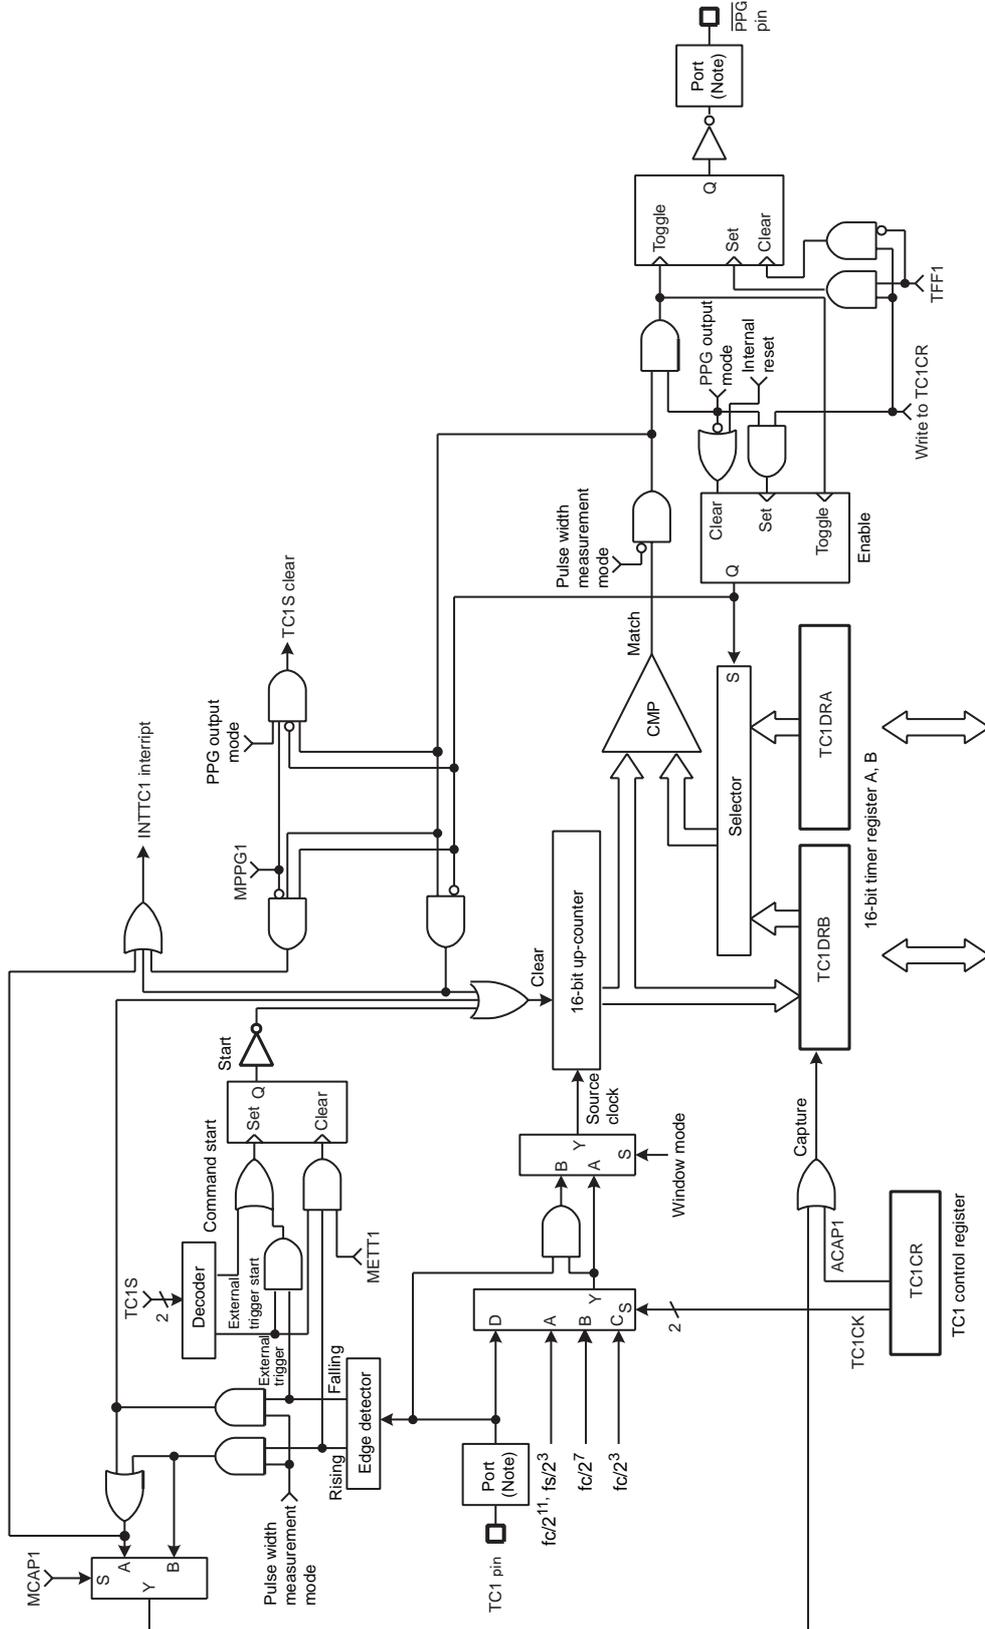 MCAP1
S
A
B
Y
Pulse width
measurement
mode
Rising
Falling
Edge detector
External
trigger
TC1S
2
Decoder
External
trigger start
Command start
METT1
Set
Q
Clear
Start
INTTC1 interript
MPPG1
PPG output
mode
TC1S clear
TC1 pin
Port
(Note)
fc/2^11, fs/2^3
fc/2^7
fc/2^3
D
A
B
C
S
Y
B
A
S
Y
Window mode
Source
clock
16-bit up-counter
Clear
CMP
Match
Pulse width
measurement
mode
TC1CK
2
ACAP1
TC1CR
TC1 control register
Capture
TC1DRB
TC1DRA
16-bit timer register A, B
Selector
S
Q
Clear
Set
Toggle
Enable
PPG output
mode
Internal
reset
Write to TC1CR
TFF1
Toggle
Set
Clear
Q
Port
(Note)
PPG
pin